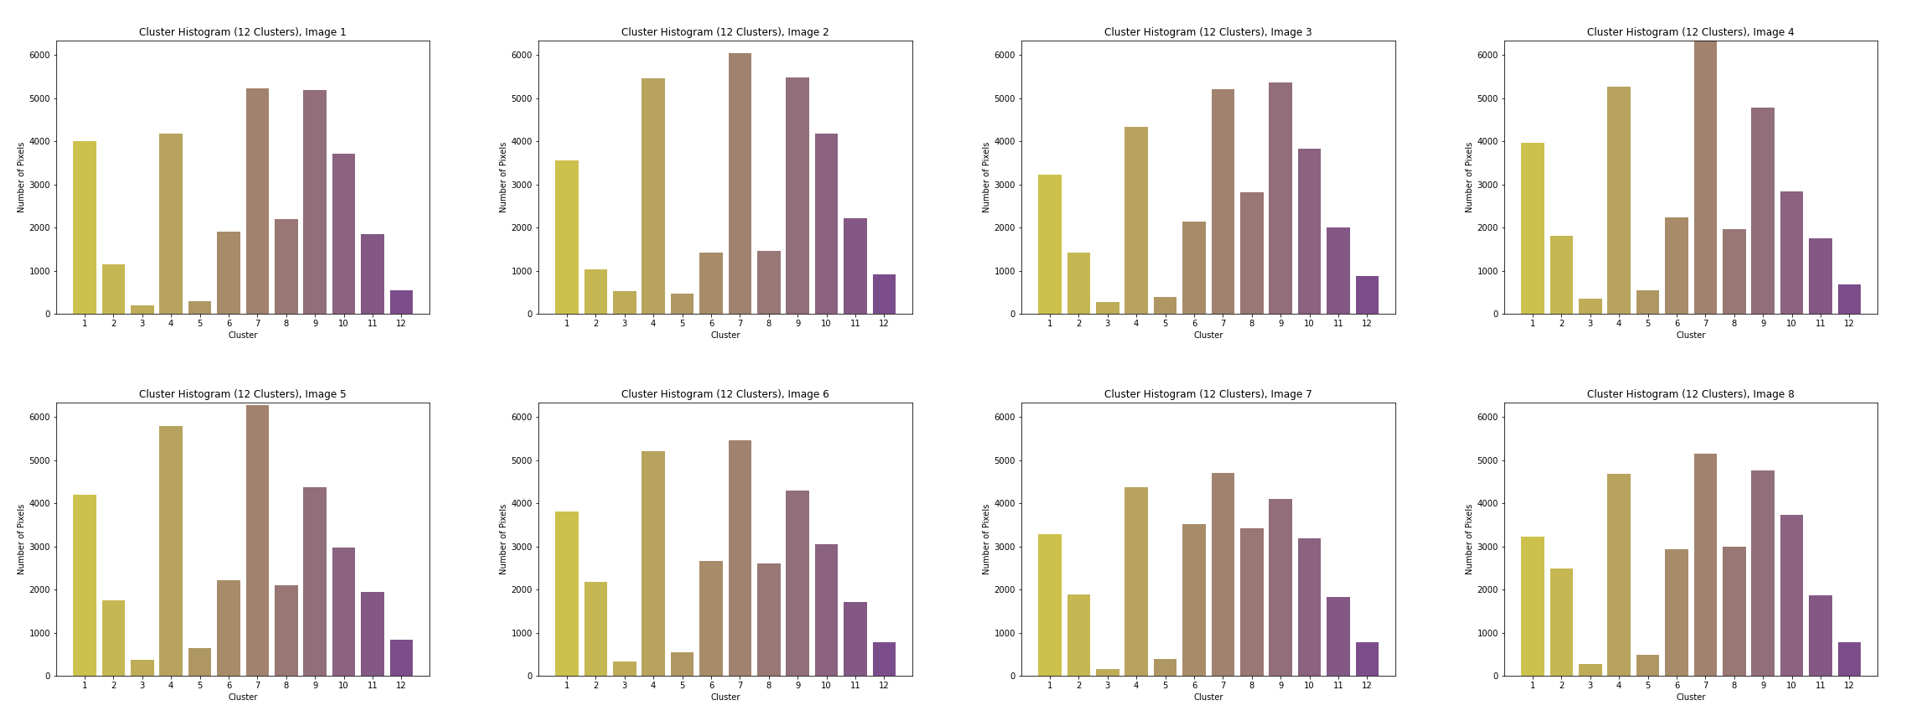 Cluster Histogram (12 Clusters), Image 1
6000
5000
4000
3000
2000
1000
0
Number of Pixels
1 2 3 4 5 6 7 8 9 10 11 12
Cluster
Cluster Histogram (12 Clusters), Image 2
6000
5000
4000
3000
2000
1000
0
Number of Pixels
1 2 3 4 5 6 7 8 9 10 11 12
Cluster
Cluster Histogram (12 Clusters), Image 3
6000
5000
4000
3000
2000
1000
0
Number of Pixels
1 2 3 4 5 6 7 8 9 10 11 12
Cluster
Cluster Histogram (12 Clusters), Image 4
6000
5000
4000
3000
2000
1000
0
Number of Pixels
1 2 3 4 5 6 7 8 9 10 11 12
Cluster
Cluster Histogram (12 Clusters), Image 5
6000
5000
4000
3000
2000
1000
0
Number of Pixels
1 2 3 4 5 6 7 8 9 10 11 12
Cluster
Cluster Histogram (12 Clusters), Image 6
6000
5000
4000
3000
2000
1000
0
Number of Pixels
1 2 3 4 5 6 7 8 9 10 11 12
Cluster
Cluster Histogram (12 Clusters), Image 7
6000
5000
4000
3000
2000
1000
0
Number of Pixels
1 2 3 4 5 6 7 8 9 10 11 12
Cluster
Cluster Histogram (12 Clusters), Image 8
6000
5000
4000
3000
2000
1000
0
Number of Pixels
1 2 3 4 5 6 7 8 9 10 11 12
Cluster